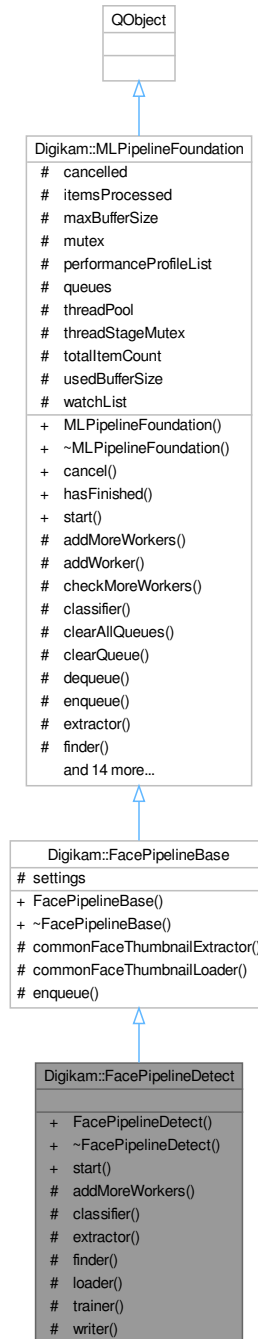 QObject
Digikam::MLPipelineFoundation
# cancelled
# itemsProcessed
# maxBufferSize
# mutex
# performanceProfileList
# queues
# threadPool
# threadStageMutex
# totalItemCount
# usedBufferSize
# watchList
+ MLPipelineFoundation()
+ ~MLPipelineFoundation()
+ cancel()
+ hasFinished()
+ start()
# addMoreWorkers()
# addWorker()
# checkMoreWorkers()
# classifier()
# clearAllQueues()
# clearQueue()
# dequeue()
# enqueue()
# extractor()
# finder()
and 14 more...
Digikam::FacePipelineBase
# settings
+ FacePipelineBase()
+ ~FacePipelineBase()
# commonFaceThumbnailExtractor()
# commonFaceThumbnailLoader()
# enqueue()
Digikam::FacePipelineDetect
+ FacePipelineDetect()
+ ~FacePipelineDetect()
+ start()
# addMoreWorkers()
# classifier()
# extractor()
# finder()
# loader()
# trainer()
# writer()